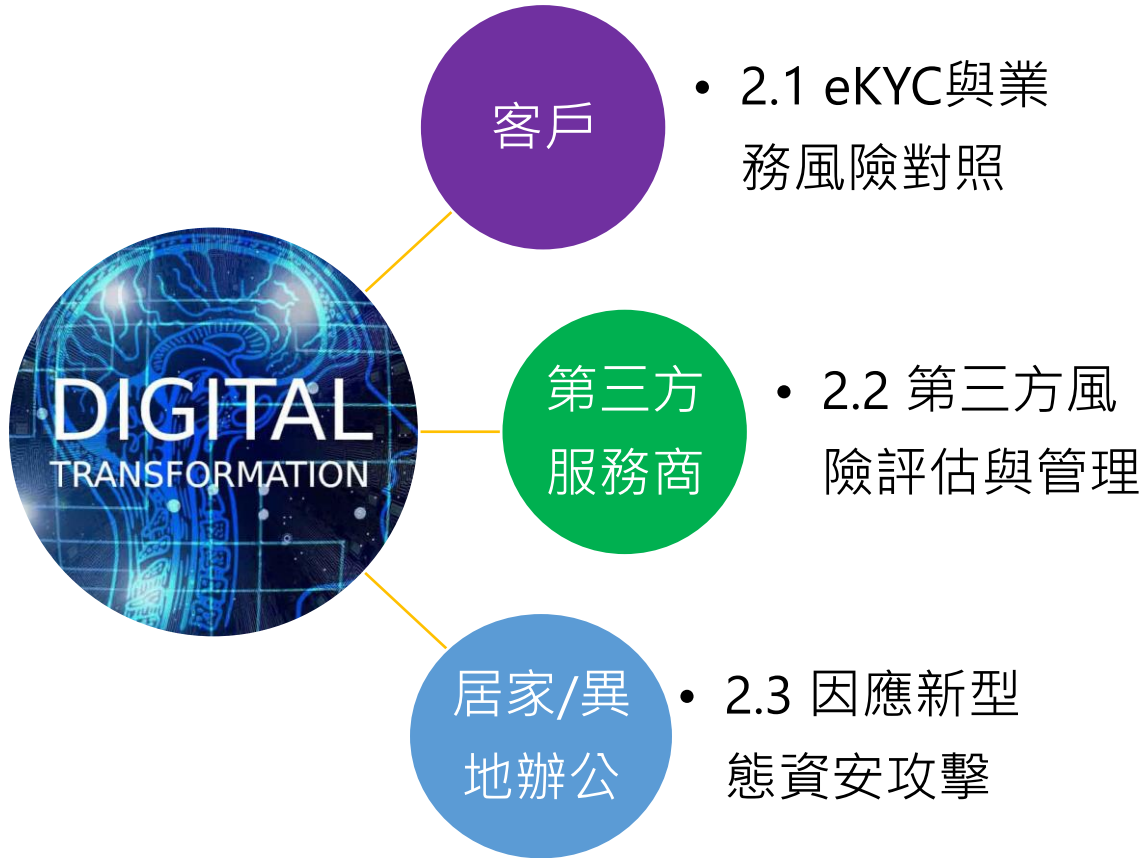 客戶
• 2.1 eKYC與業
務風險對照
DIGITAL
TRANSFORMATION
第三方
服務商
• 2.2 第三方風
險評估與管理
居家/異
地辦公
• 2.3 因應新型
態資安攻擊